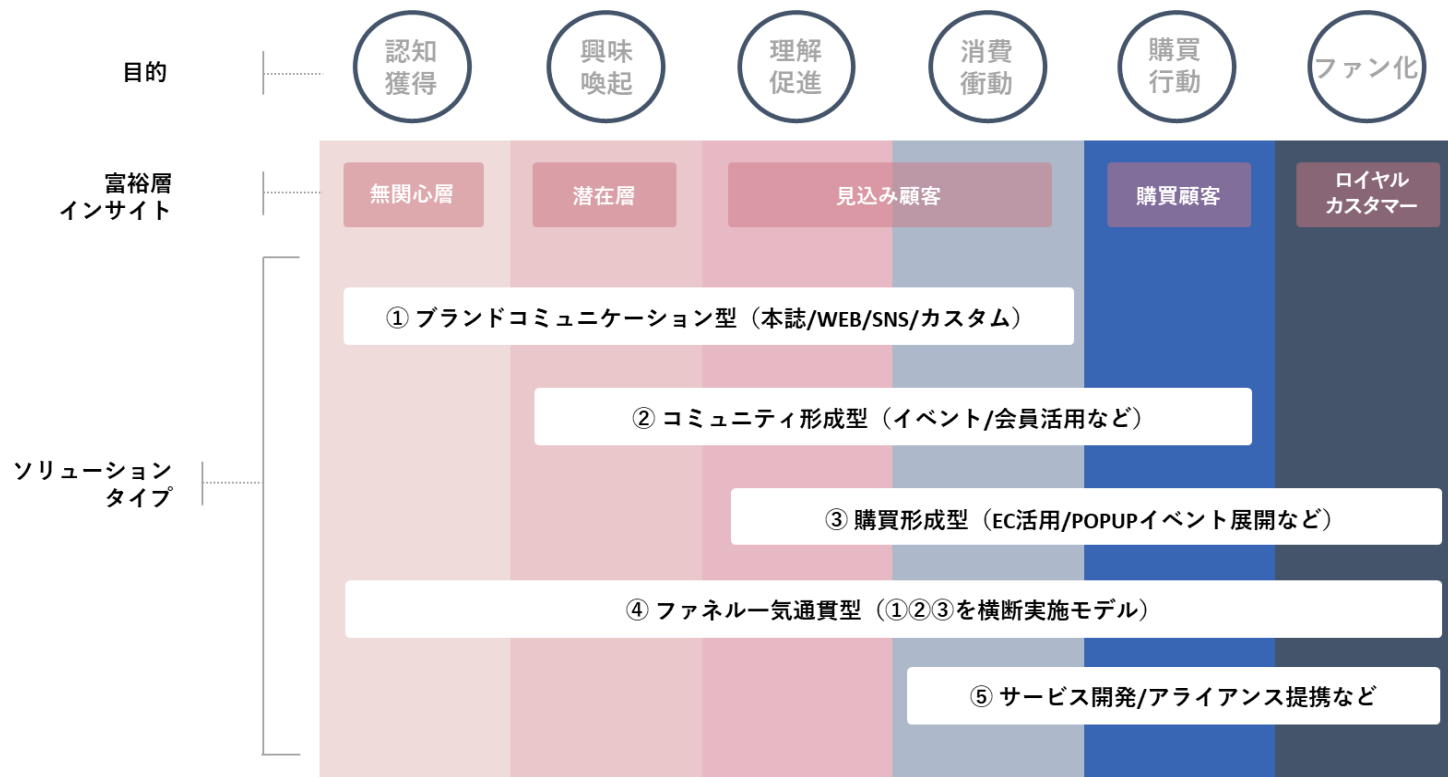 目的
認知
獲得
興味
喚起
理解
促進
消費
衝動
購買
行動
ファン化
富裕層
インサイト
無関心層
潜在層
見込み顧客
購買顧客
ロイヤル
カスタマー
ソリューション
タイプ
① ブランドコミュニケーション型（本誌/WEB/SNS/カスタム）
② コミュニティ形成型（イベント/会員活用など）
③ 購買形成型（EC活用/POPUPイベント展開など）
④ ファネル一気通貫型（①②③を横断実施モデル）
⑤ サービス開発/アライアンス提携など